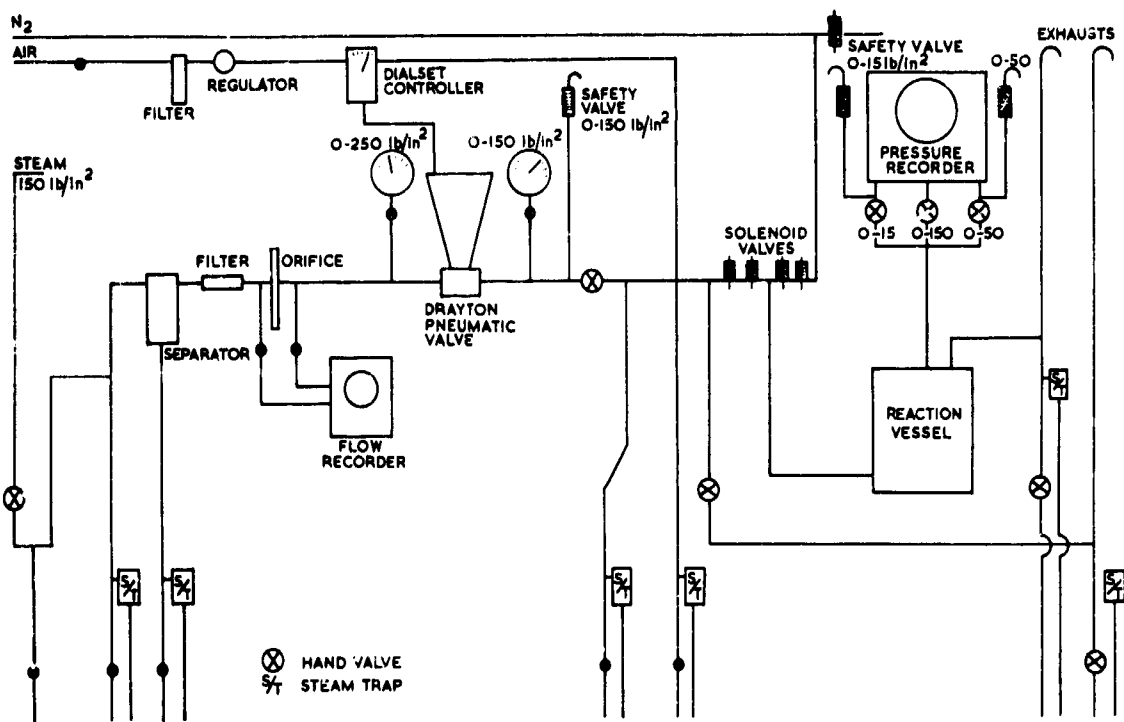 N2
AIR
FILTER
REGULATOR
DIALSET
CONTROLLER
SAFETY
VALVE
0-150 lb/in2
SAFETY VALVE
0-15 lb/in2
0-50
EXHAUSTS
PRESSURE
RECORDER
0-15
0-150
0-50
STEAM
150 lb/in2
0-250 lb/in2
0-150 lb/in2
SOLENOID
VALVES
FILTER
ORIFICE
SEPARATOR
DRAYTON
PNEUMATIC
VALVE
FLOW
RECORDER
REACTION
VESSEL
S/T
S/T
S/T
S/T
S/T
S/T
HAND VALVE
S/T STEAM TRAP